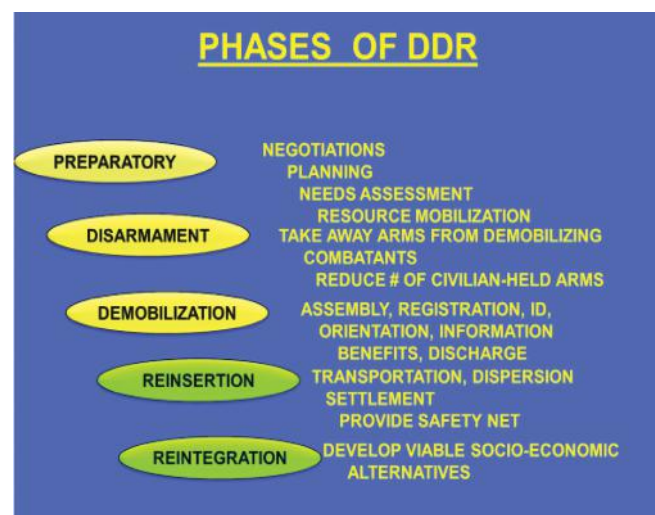 PHASES OF DDR
PREPARATORY
NEGOTIATIONS
PLANNING
NEEDS ASSESSMENT
RESOURCE MOBILIZATION
DISARMAMENT
TAKE AWAY ARMS FROM DEMOBILIZING
COMBATANTS
REDUCE # OF CIVILIAN-HELD ARMS
DEMOBILIZATION
ASSEMBLY, REGISTRATION, ID,
ORIENTATION, INFORMATION
BENEFITS, DISCHARGE
REINSERTION
TRANSPORTATION, DISPERSION
SETTLEMENT
PROVIDE SAFETY NET
REINTEGRATION
DEVELOP VIABLE SOCIO-ECONOMIC
ALTERNATIVES